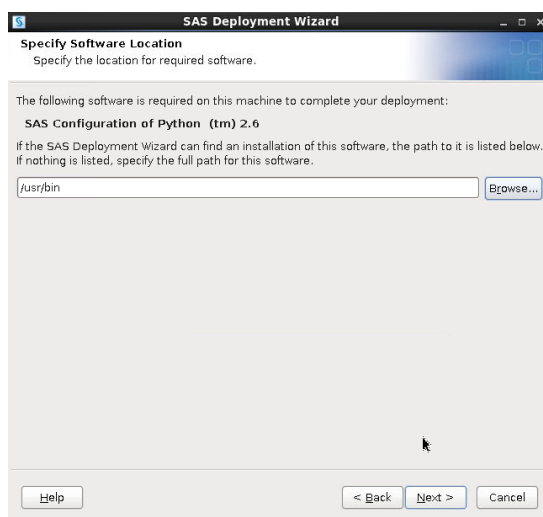 SAS Deployment Wizard
Specify Software Location
Specify the location for required software.
The following software is required on this machine to complete your deployment:
SAS Configuration of Python (tm) 2.6
If the SAS Deployment Wizard can find an installation of this software, the path to it is listed below.
If nothing is listed, specify the full path for this software.
/usr/bin
Browse...
Help
< Back
Next >
Cancel